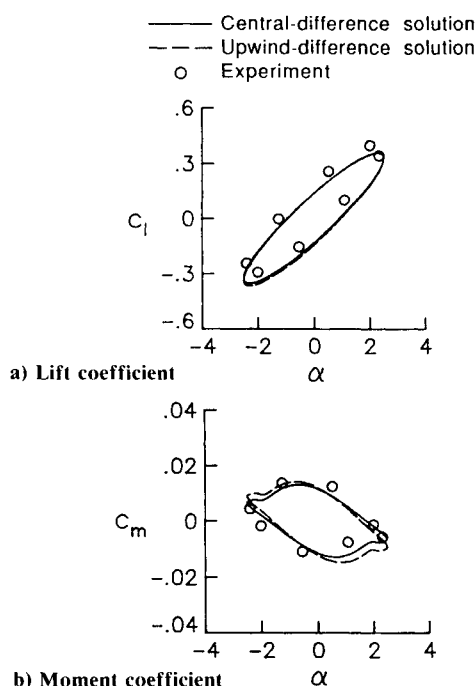 Central-difference solution
Upwind-difference solution
Experiment
.6
.3
C_l 0
-.3
-.6
-4 -2 0 2 4
a) Lift coefficient α
.04
.02
C_m 0
-.02
-.04
-4 -2 0 2 4
b) Moment coefficient α